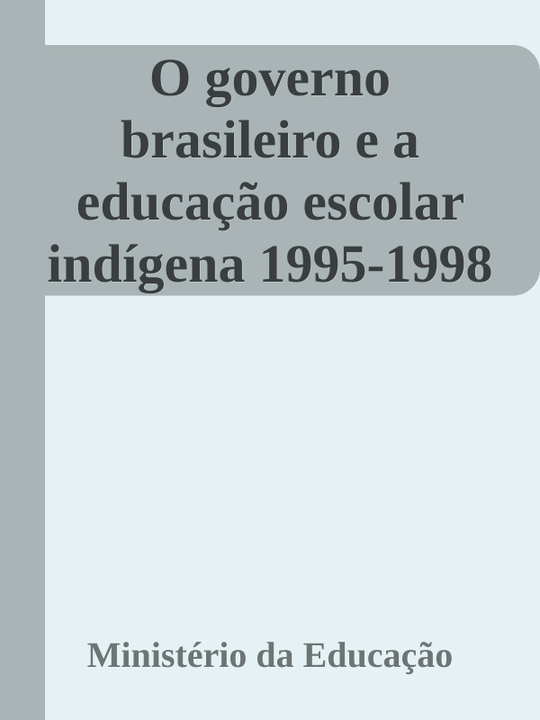 O governo
brasileiro e a
educação escolar
indígena 1995-1998
Ministério da Educação